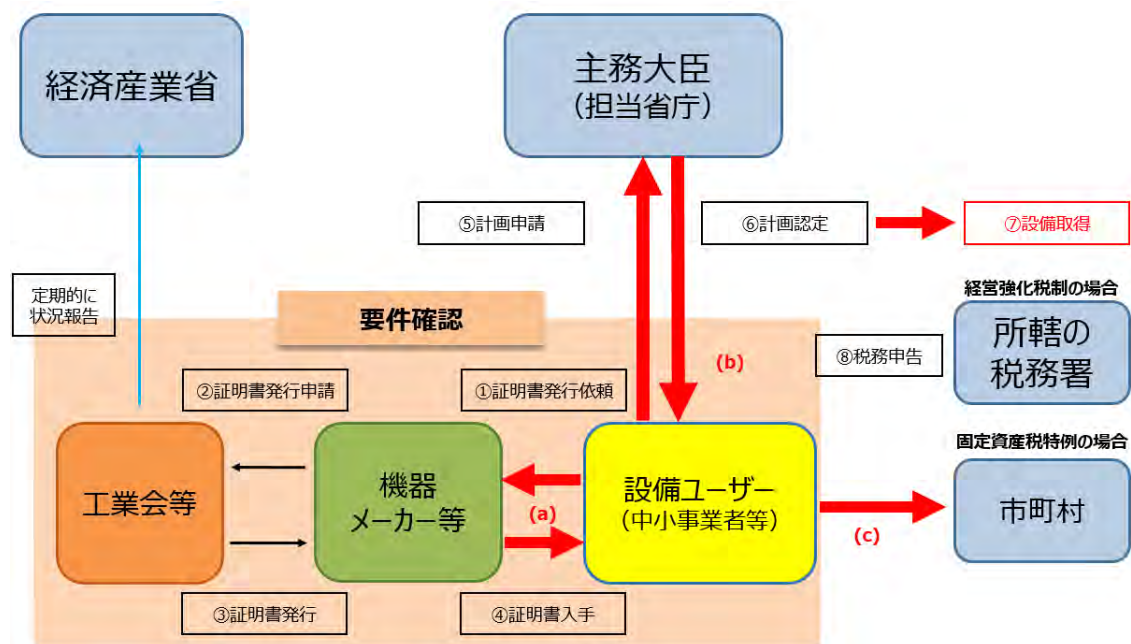 経済産業省
主務大臣
（担当省庁）
⑤計画申請
⑥計画認定
⑦設備取得
定期的に
状況報告
要件確認
経営強化税制の場合
所轄の
税務署
⑧税務申告
(b)
②証明書発行申請
①証明書発行依頼
固定資産税特例の場合
工業会等
機器
メーカー等
(a)
設備ユーザー
（中小事業者等）
(c)
市町村
③証明書発行
④証明書入手